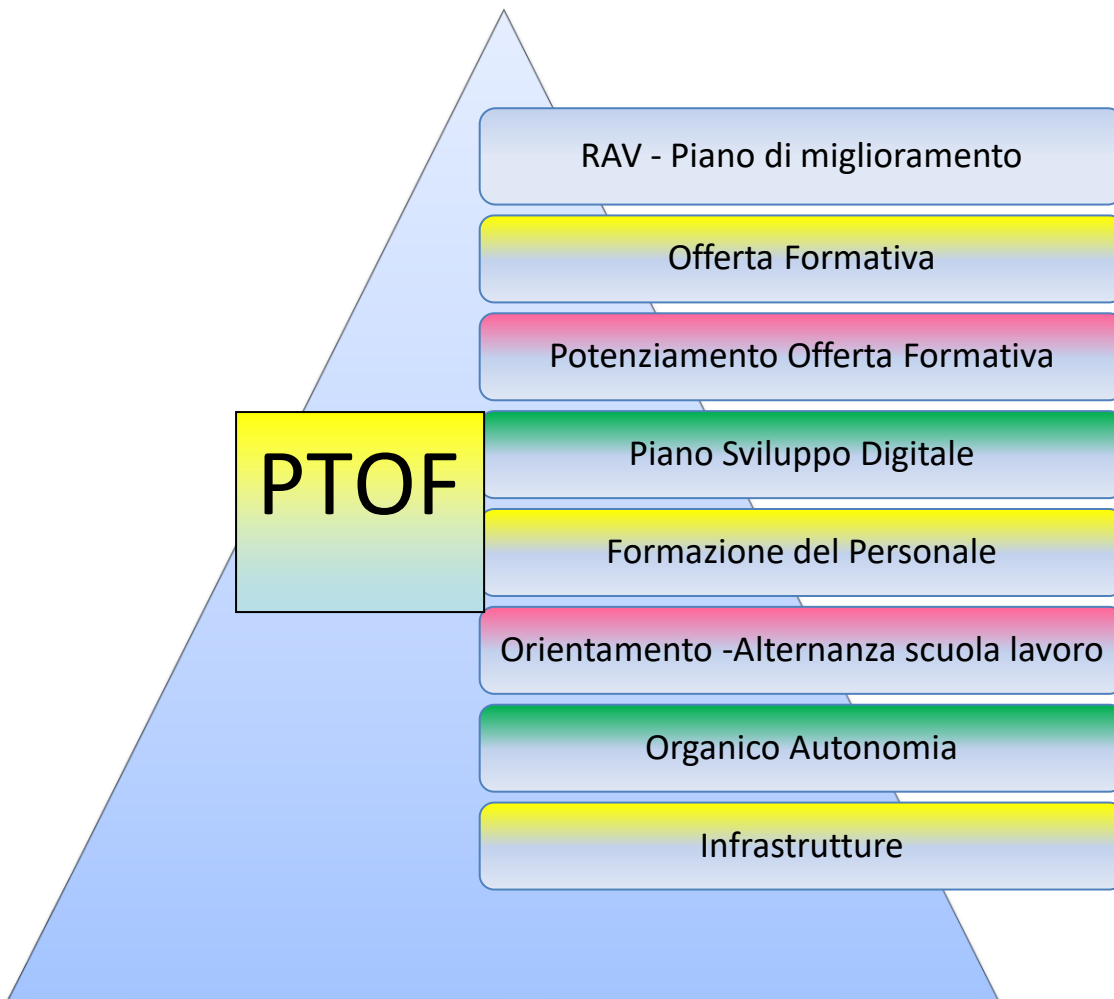 RAV - Piano di miglioramento
Offerta Formativa
Potenziamento Offerta Formativa
PTOF
Piano Sviluppo Digitale
Formazione del Personale
Orientamento -Alternanza scuola lavoro
Organico Autonomia
Infrastrutture